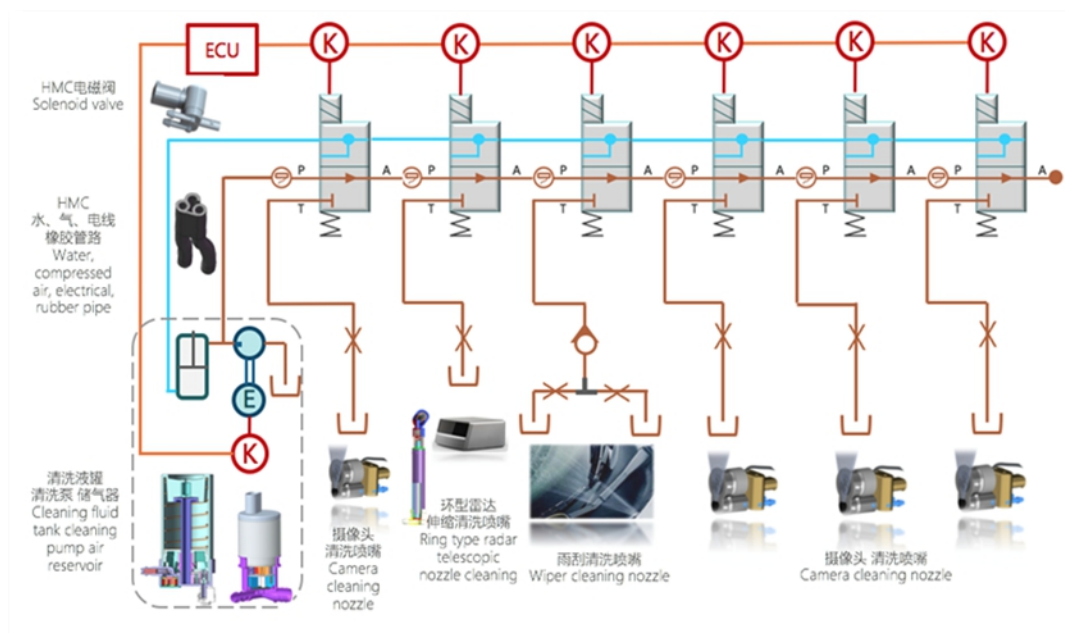 ECU
K
K
K
K
K
K
HMC电磁阀
Solenoid valve
P
A
P
A
P
A
P
A
P
A
P
A
T
T
T
T
T
T
HMC
水、气、电线
橡胶管路
Water,
compressed
air, electrical,
rubber pipe
E
K
清洗液罐
清洗泵 储气器
Cleaning fluid
tank cleaning
pump air
reservoir
摄像头
清洗喷嘴
Camera
cleaning
nozzle
环型雷达
伸缩清洗喷嘴
Ring type radar
telescopic
nozzle cleaning
雨刮清洗喷嘴
Wiper cleaning nozzle
摄像头 清洗喷嘴
Camera cleaning nozzle